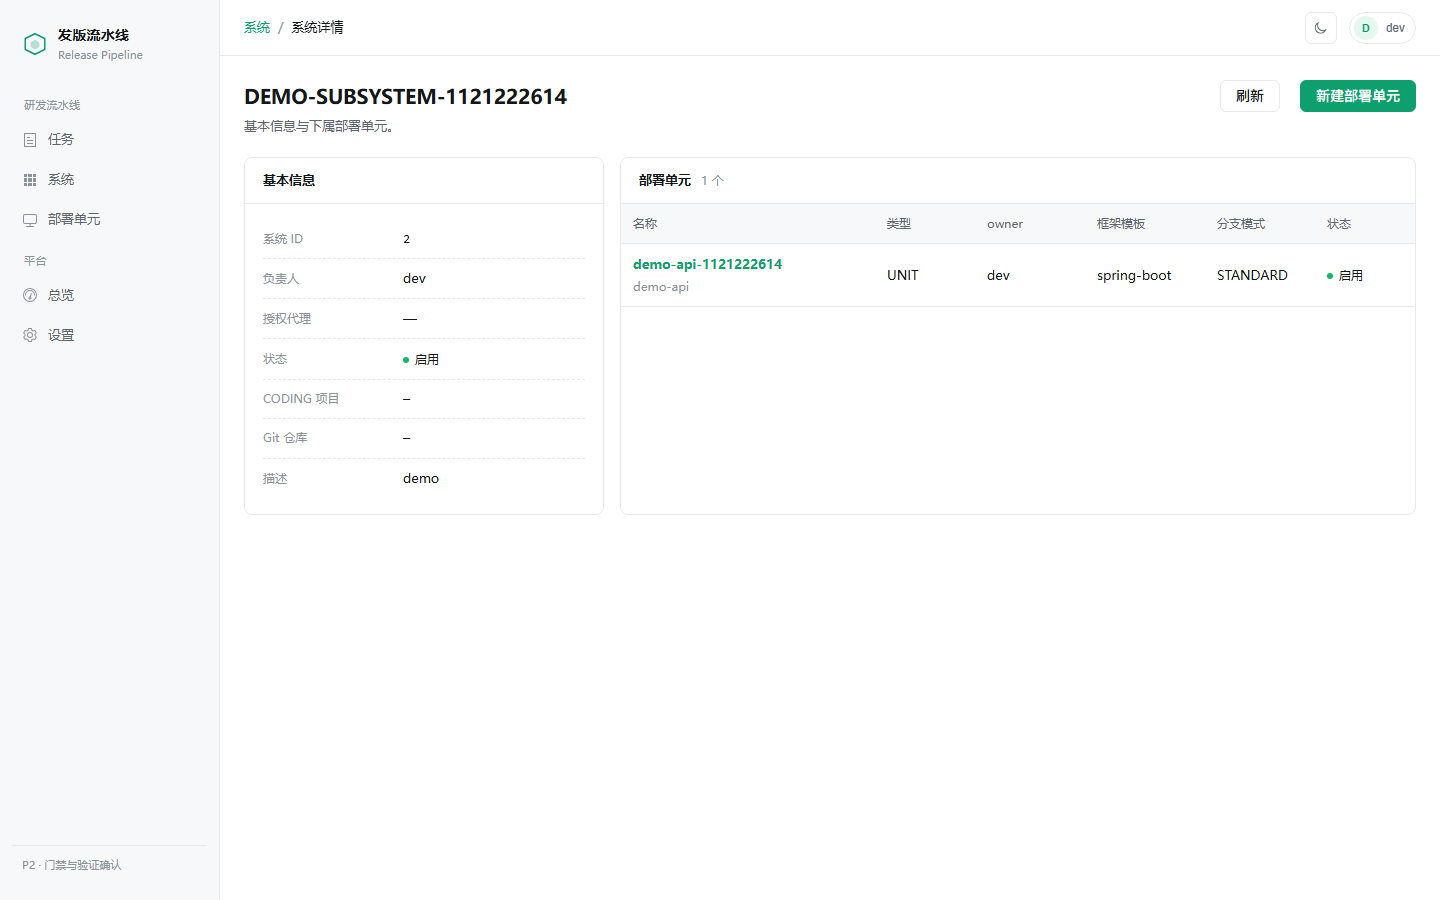 发版流水线
Release Pipeline
研发流水线
任务
系统
部署单元
平台
总览
设置
P2 · 门禁与验证确认
系统 / 系统详情
D dev
DEMO-SUBSYSTEM-1121222614
基本信息与下属部署单元。
刷新
新建部署单元
基本信息
系统 ID 2
负责人 dev
授权代理 —
状态 启用
CODING 项目 –
Git 仓库 –
描述 demo
部署单元 1 个
名称 类型 owner 框架模板 分支模式 状态
demo-api-1121222614 UNIT dev spring-boot STANDARD 启用
demo-api